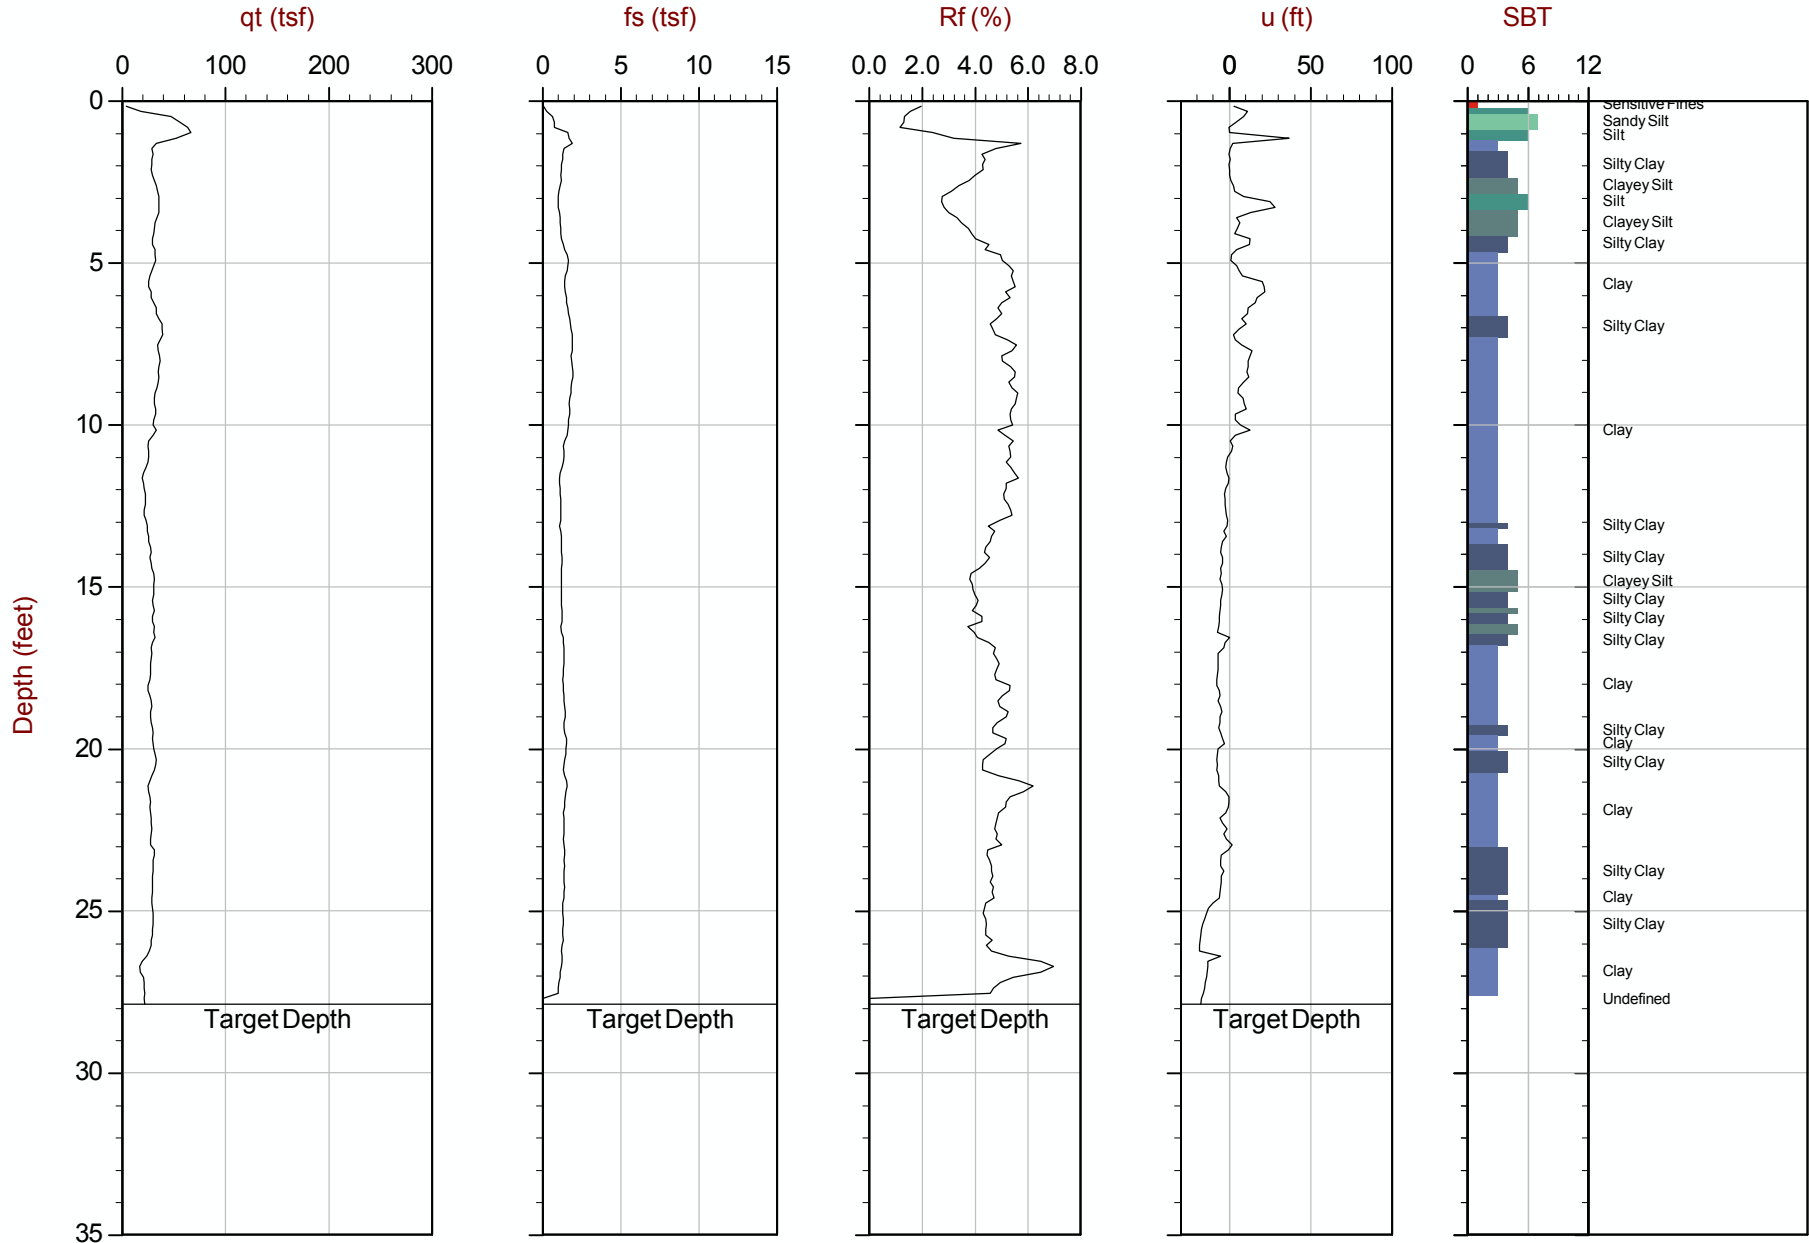 qt (tsf) fs (tsf) Rf (%) u (ft) SBT
0 100 200 300 0 5 10 15 0.0 2.0 4.0 6.0 8.0 0 50 100 0 6 12
0
Sensitive Fines
Sandy Silt
Silt
Silty Clay
Clayey Silt
Silt
Clayey Silt
Silty Clay
5
Clay
Silty Clay
10
Clay
Silty Clay
Silty Clay
Clayey Silt
15
Silty Clay
Silty Clay
Silty Clay
Depth (feet)
Clay
Silty Clay
Clay
20
Silty Clay
Clay
Silty Clay
Clay
25
Silty Clay
Clay
Undefined
Target Depth Target Depth Target Depth Target Depth
30
35